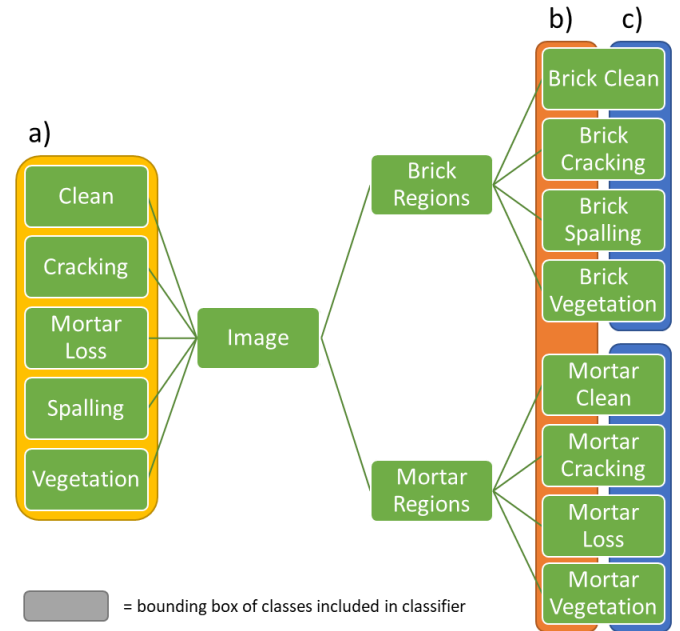 a)
Clean
Cracking
Mortar
Loss
Spalling
Vegetation
Image
Brick
Regions
Mortar
Regions
b)
c)
Brick Clean
Brick
Cracking
Brick
Spalling
Brick
Vegetation
Mortar
Clean
Mortar
Cracking
Mortar
Loss
Mortar
Vegetation
= bounding box of classes included in classifier